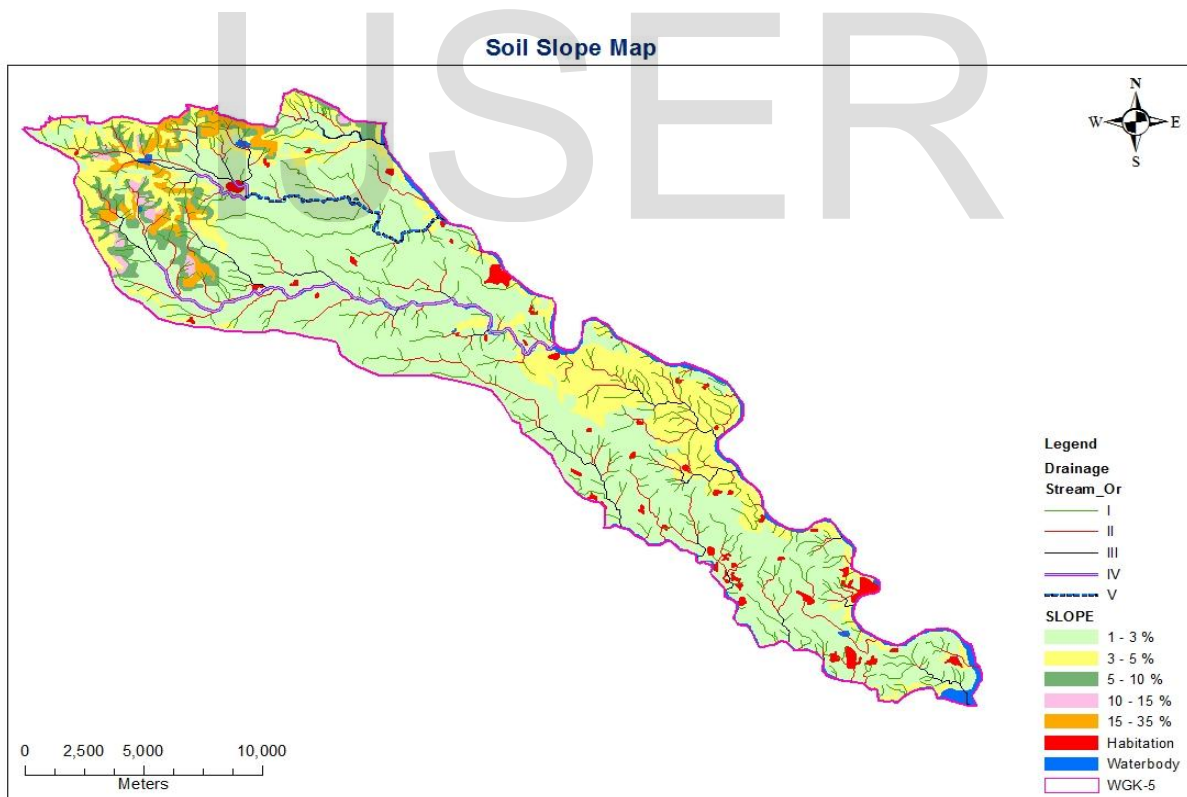 IJSER
Soil Slope Map
N
W E
S
Legend
Drainage
Stream_Or
I
II
III
IV
V
SLOPE
1 - 3 %
3 - 5 %
5 - 10 %
10 - 15 %
15 - 35 %
Habitation
Waterbody
WGK-5
0 2,500 5,000 10,000
Meters